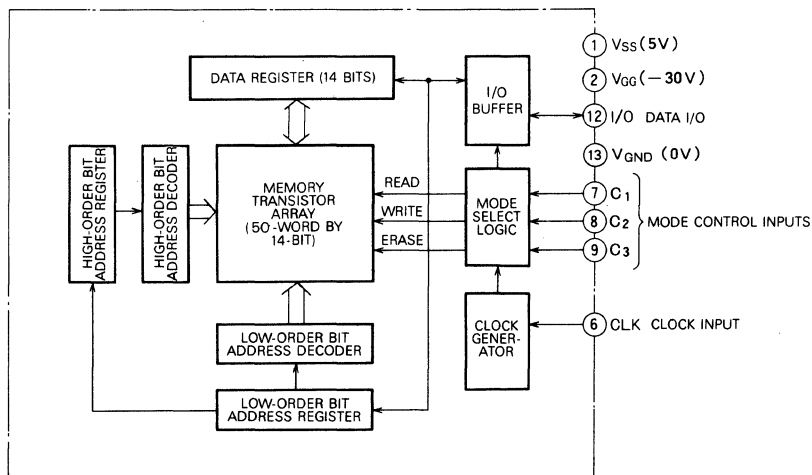 DATA REGISTER (14 BITS)
I/O
BUFFER
1 VSS (5V)
2 VGG (−30V)
12 I/O DATA I/O
13 VGND (0V)
HIGH-ORDER BIT
ADDRESS REGISTER
HIGH-ORDER BIT
ADDRESS DECODER
MEMORY
TRANSISTOR
ARRAY
(50-WORD BY
14-BIT)
READ
WRITE
ERASE
MODE
SELECT
LOGIC
7 C1
8 C2
9 C3
MODE CONTROL INPUTS
LOW-ORDER BIT
ADDRESS DECODER
CLOCK
GENER-
ATOR
6 CLK CLOCK INPUT
LOW-ORDER BIT
ADDRESS REGISTER